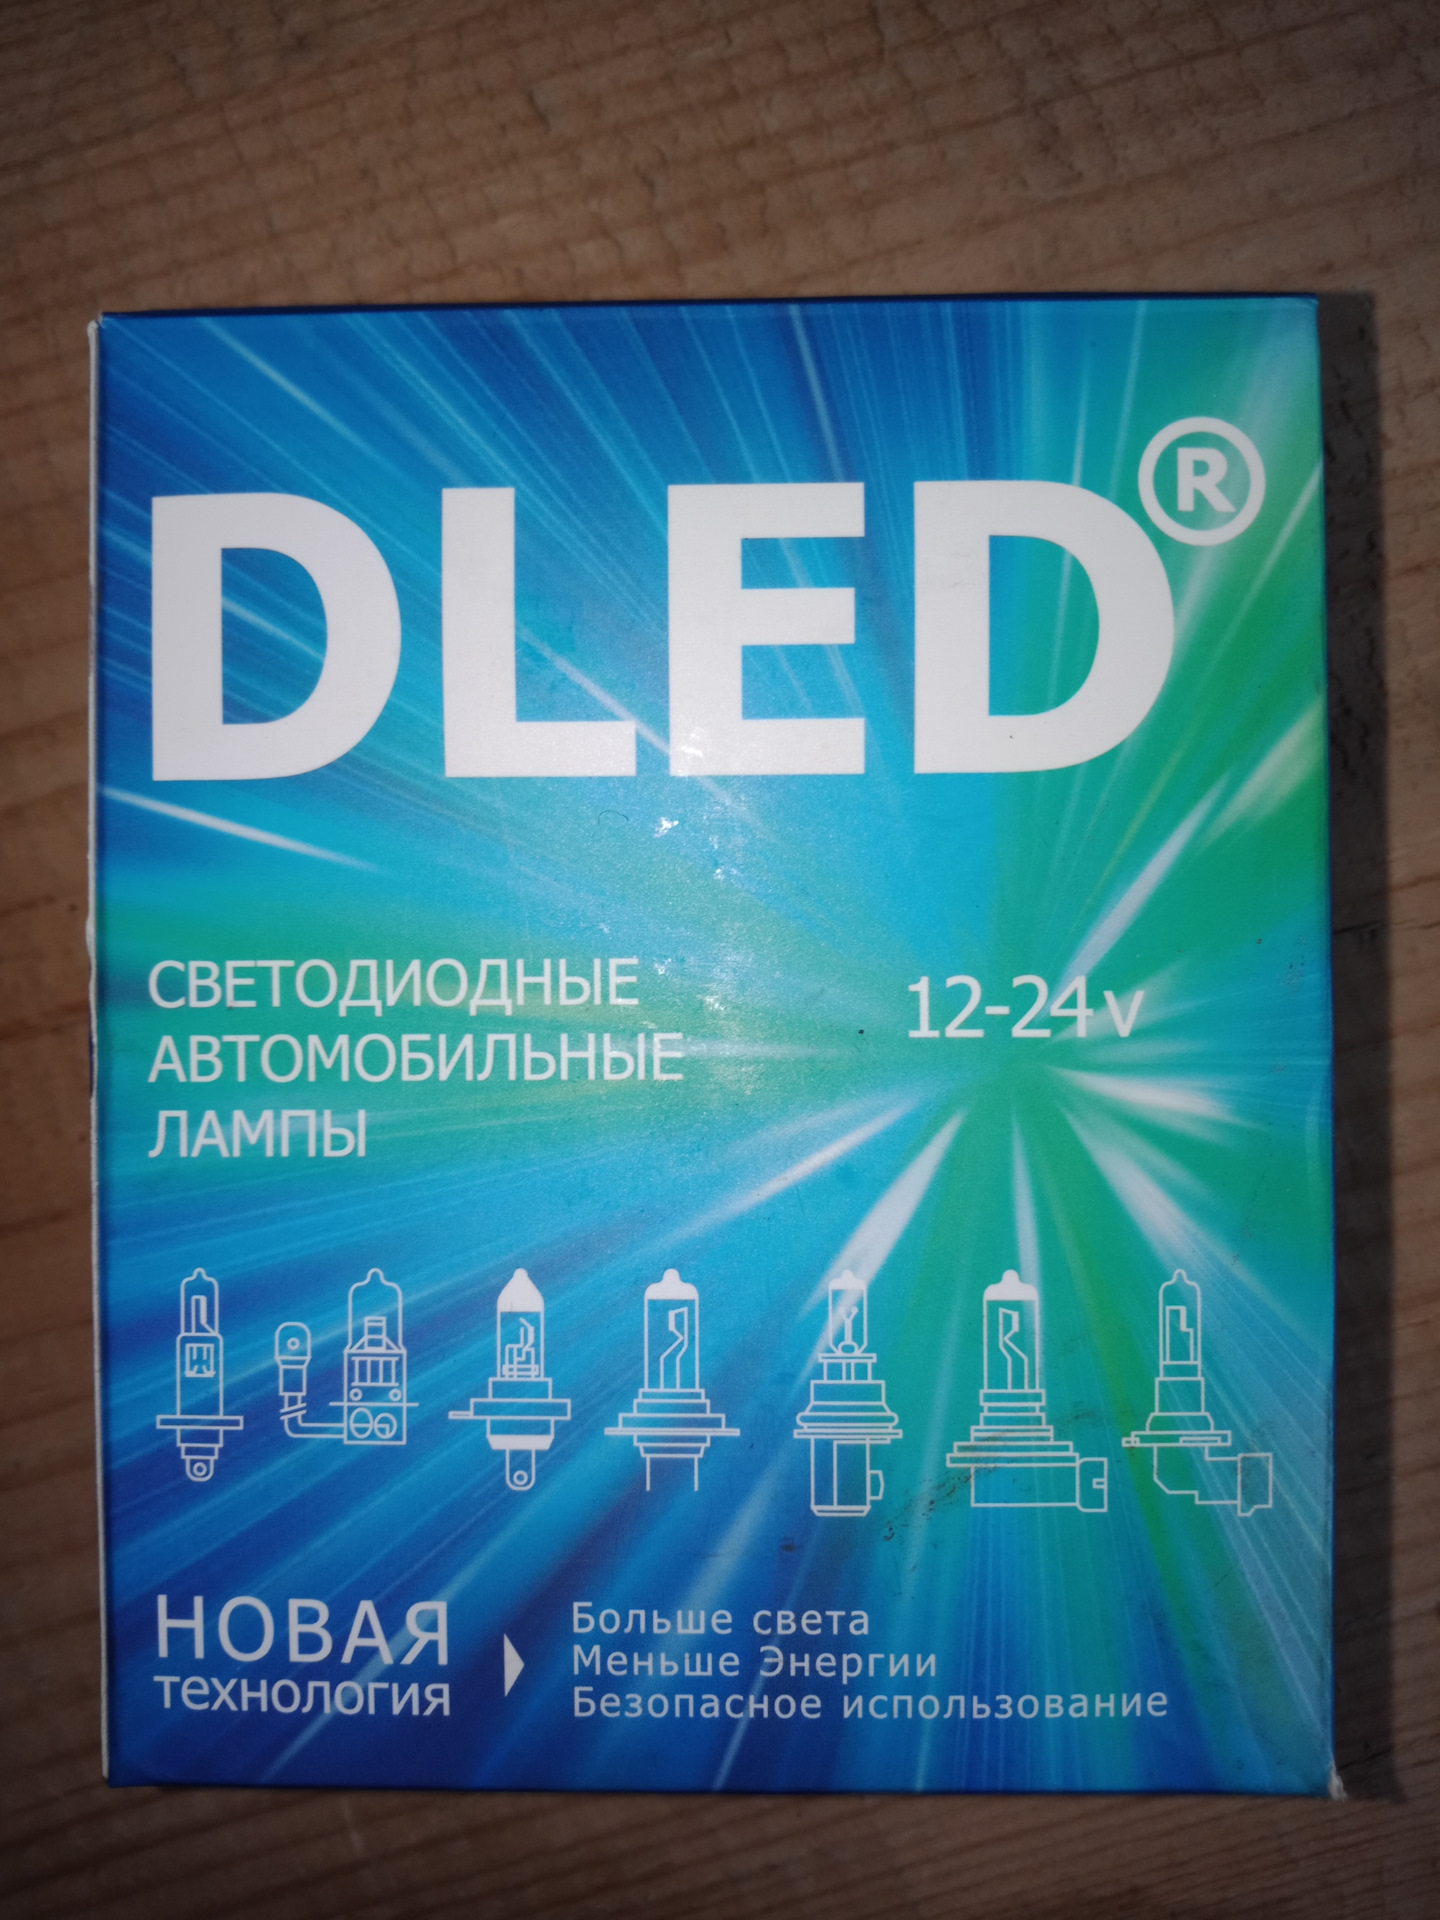 DLED®
СВЕТОДИОДНЫЕ
АВТОМОБИЛЬНЫЕ
ЛАМПЫ
12-24v
НОВАЯ
технология
Больше света
Меньше Энергии
Безопасное использование